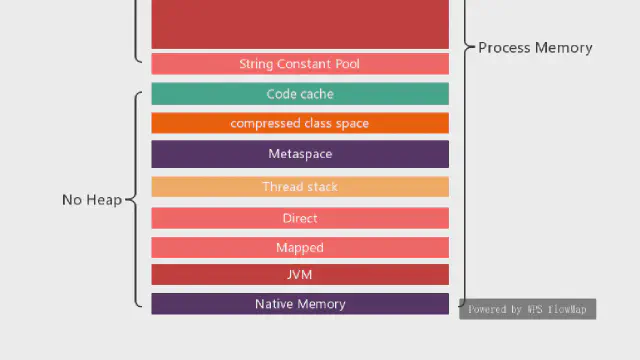 Process Memory
String Constant Pool
Code cache
compressed class space
Metaspace
Thread stack
No Heap
Direct
Mapped
JVM
Native Memory
Powered by WPS flowMap